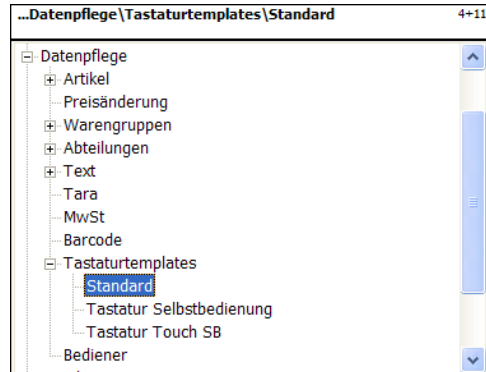 ...Datenpflege\Tastaturtemplates\Standard 4+11
Datenpflege
Artikel
Preisänderung
Warengruppen
Abteilungen
Text
Tara
MwSt
Barcode
Tastaturtemplates
Standard
Tastatur Selbstbedienung
Tastatur Touch SB
Bediener